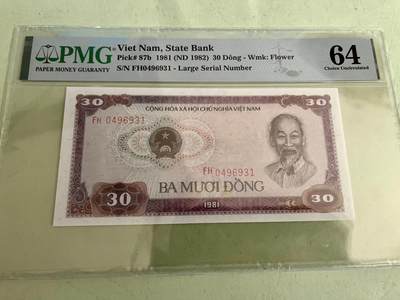 PMG
PAPER MONEY GUARANTY
Viet Nam, State Bank
Pick# 87b 1981 (ND 1982) 30 Dông - Wmk: Flower
S/N FH0496931 - Large Serial Number
64
Choice Uncirculated
30
CỘNG HÒA XÃ HỘI CHỦ NGHĨA VIỆT NAM
30
FH 0496931
FH 0496931
BA MƯƠI ĐỒNG
30
1981
30